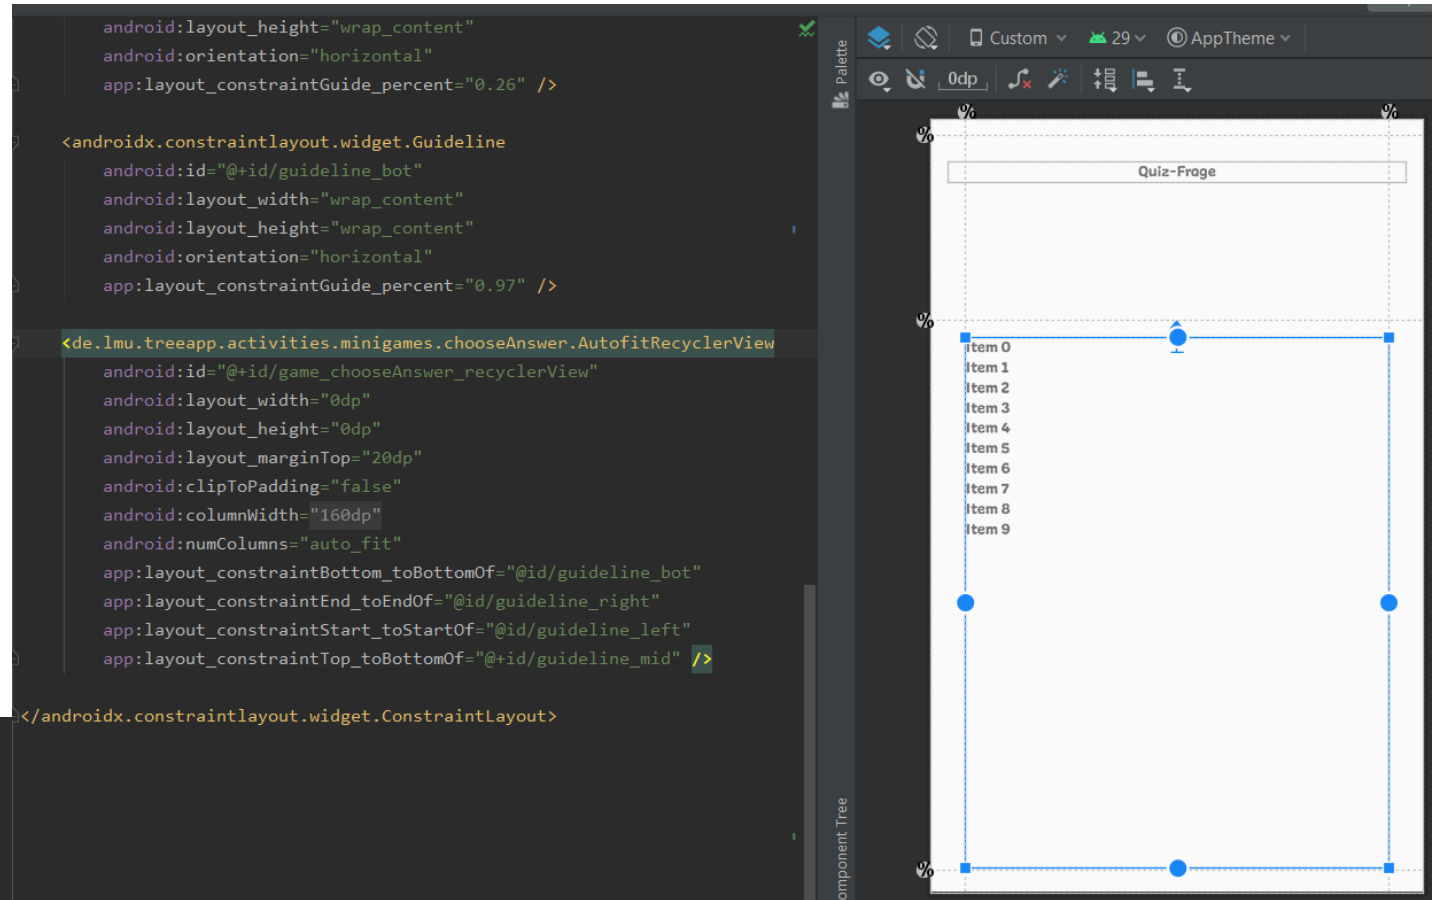 android:layout_height="wrap_content"
android:orientation="horizontal"
app:layout_constraintGuide_percent="0.26" />
<androidx.constraintlayout.widget.Guideline
android:id="@+id/guideline_bot"
android:layout_width="wrap_content"
android:layout_height="wrap_content"
android:orientation="horizontal"
app:layout_constraintGuide_percent="0.97" />
<de.lmu.treeapp.activities.minigames.chooseAnswer.AutofitRecyclerView
android:id="@+id/game_chooseAnswer_recyclerView"
android:layout_width="0dp"
android:layout_height="0dp"
android:layout_marginTop="20dp"
android:clipToPadding="false"
android:columnWidth="160dp"
android:numColumns="auto_fit"
app:layout_constraintBottom_toBottomOf="@id/guideline_bot"
app:layout_constraintEnd_toEndOf="@id/guideline_right"
app:layout_constraintStart_toStartOf="@id/guideline_left"
app:layout_constraintTop_toBottomOf="@+id/guideline_mid" />
</androidx.constraintlayout.widget.ConstraintLayout>
Palette
omponent Tree
Custom 29 AppTheme
0dp
% %
%
Quiz-Frage
%
Item 0
Item 1
Item 2
Item 3
Item 4
Item 5
Item 6
Item 7
Item 8
Item 9
%